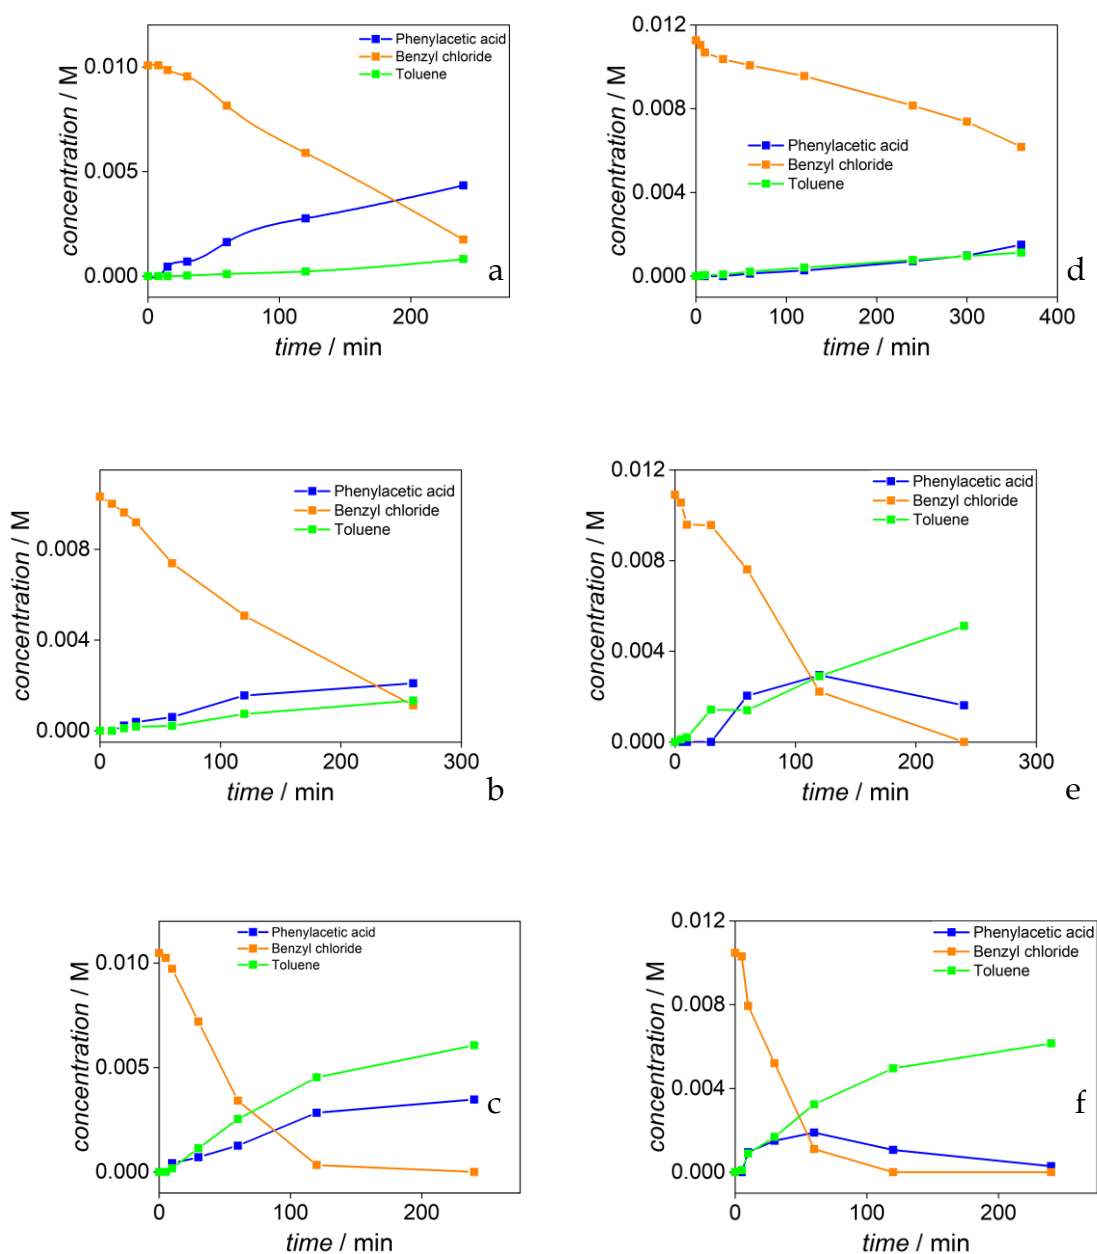 Phenylacetic acid
Benzyl chloride
Toluene
0.010
0.005
0.000
concentration / M
0 100 200
time / min
a
0.012
0.008
0.004
0.000
concentration / M
Phenylacetic acid
Benzyl chloride
Toluene
0 100 200 300 400
time / min
d
Phenylacetic acid
Benzyl chloride
Toluene
0.008
0.004
0.000
concentration / M
0 100 200 300
time / min
b
0.012
0.008
0.004
0.000
concentration / M
Phenylacetic acid
Benzyl chloride
Toluene
0 100 200 300
time / min
e
Phenylacetic acid
Benzyl chloride
Toluene
0.010
0.005
0.000
concentration / M
0 100 200
time / min
c
0.012
0.008
0.004
0.000
concentration / M
Phenylacetic acid
Benzyl chloride
Toluene
0 100 200
time / min
f